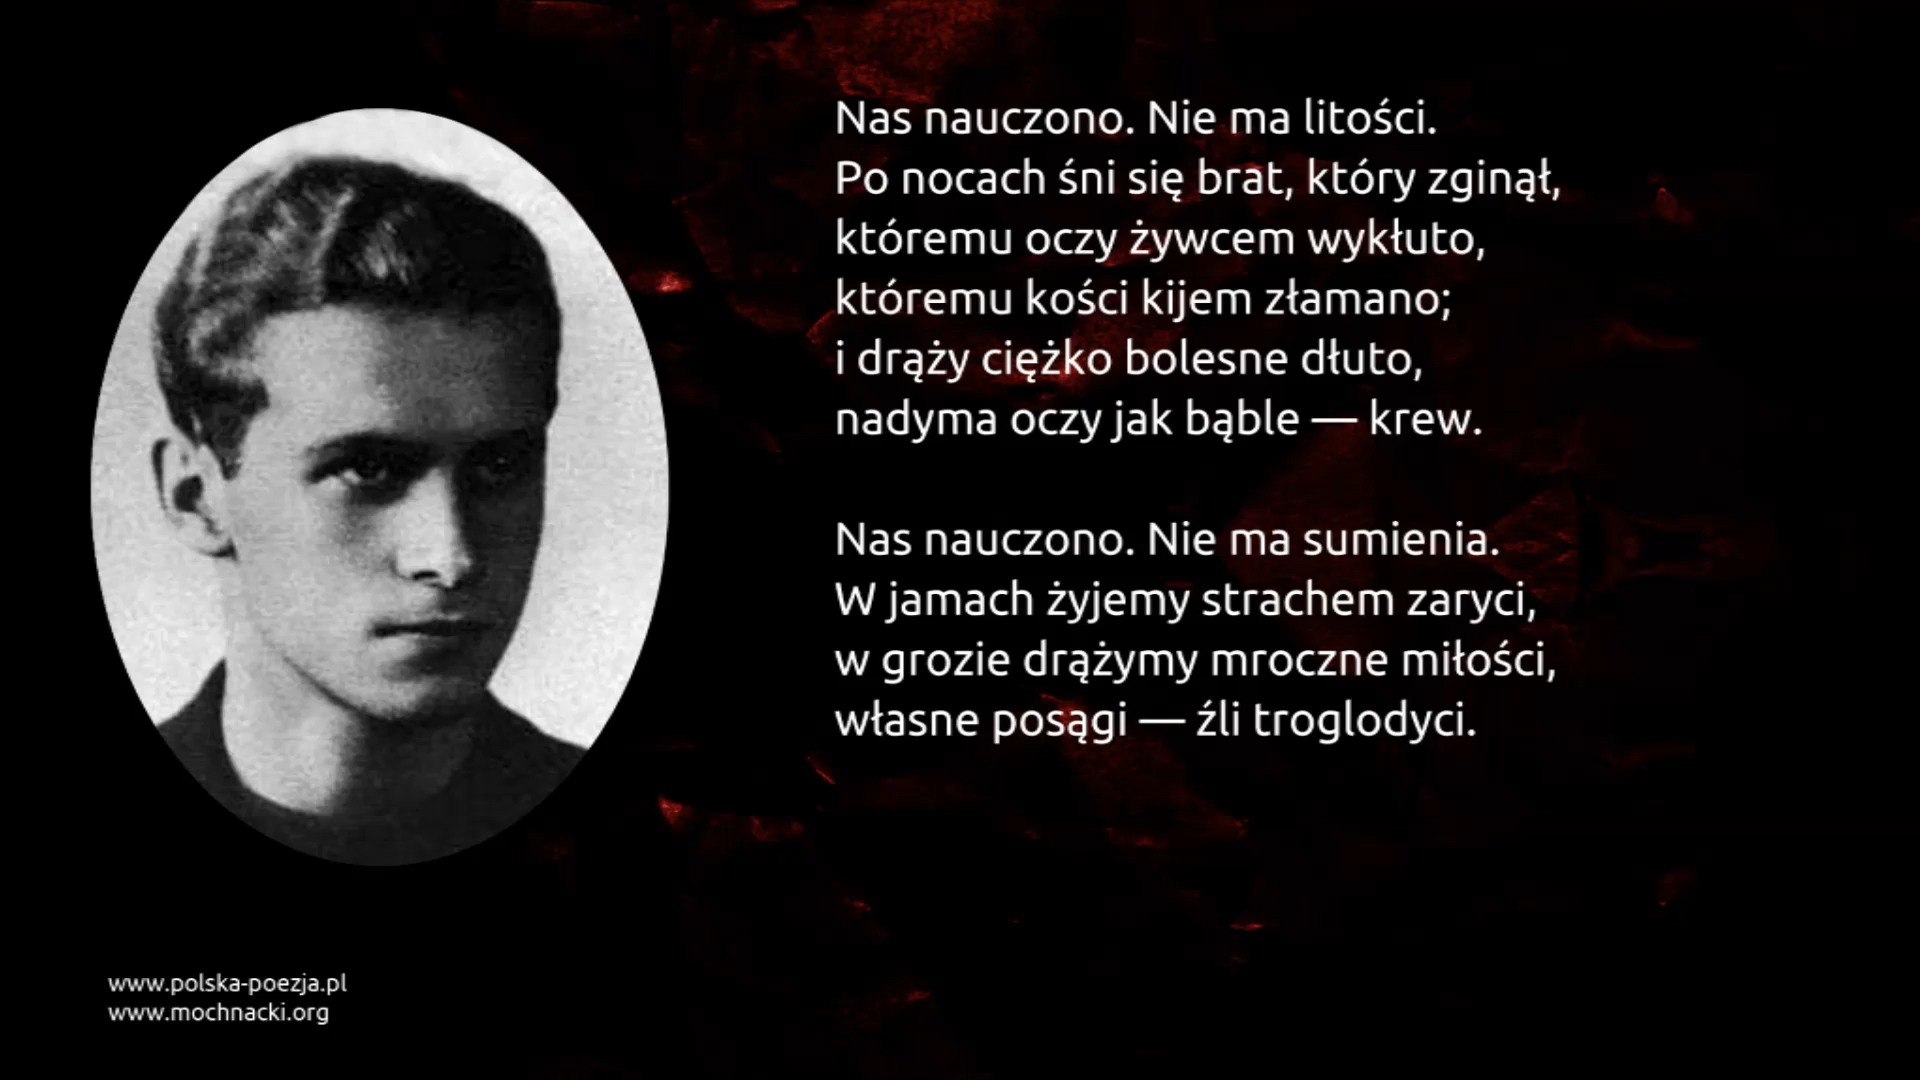 Nas nauczono. Nie ma litości.
Po nocach śni się brat, który zginął,
któremu oczy żywcem wykłuto,
któremu kości kijem złamano;
i drąży ciężko bolesne dłuto,
nadyma oczy jak bąble — krew.
Nas nauczono. Nie ma sumienia.
W jamach żyjemy strachem zaryci,
w grozie drążymy mroczne miłości,
własne posągi — źli troglodyci.
www.polska-poezja.pl
www.mochnacki.org